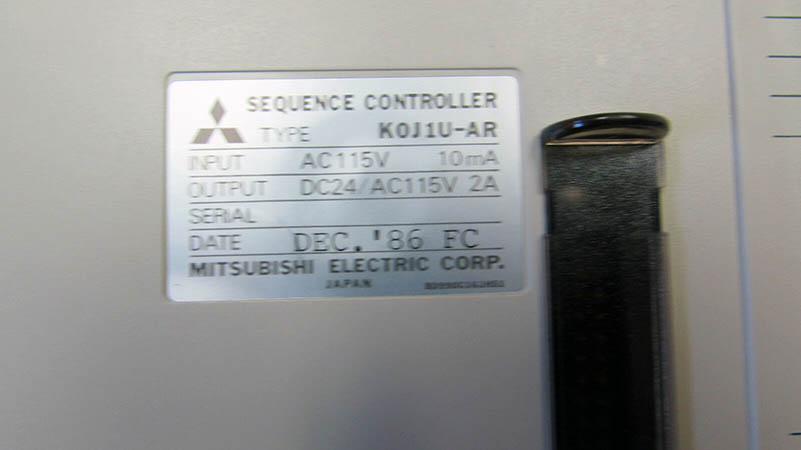 SEQUENCE CONTROLLER
TYPE K0J1U-AR
INPUT AC115V 10mA
OUTPUT DC24/AC115V 2A
SERIAL
DATE DEC.'86 FC
MITSUBISHI ELECTRIC CORP.
JAPAN